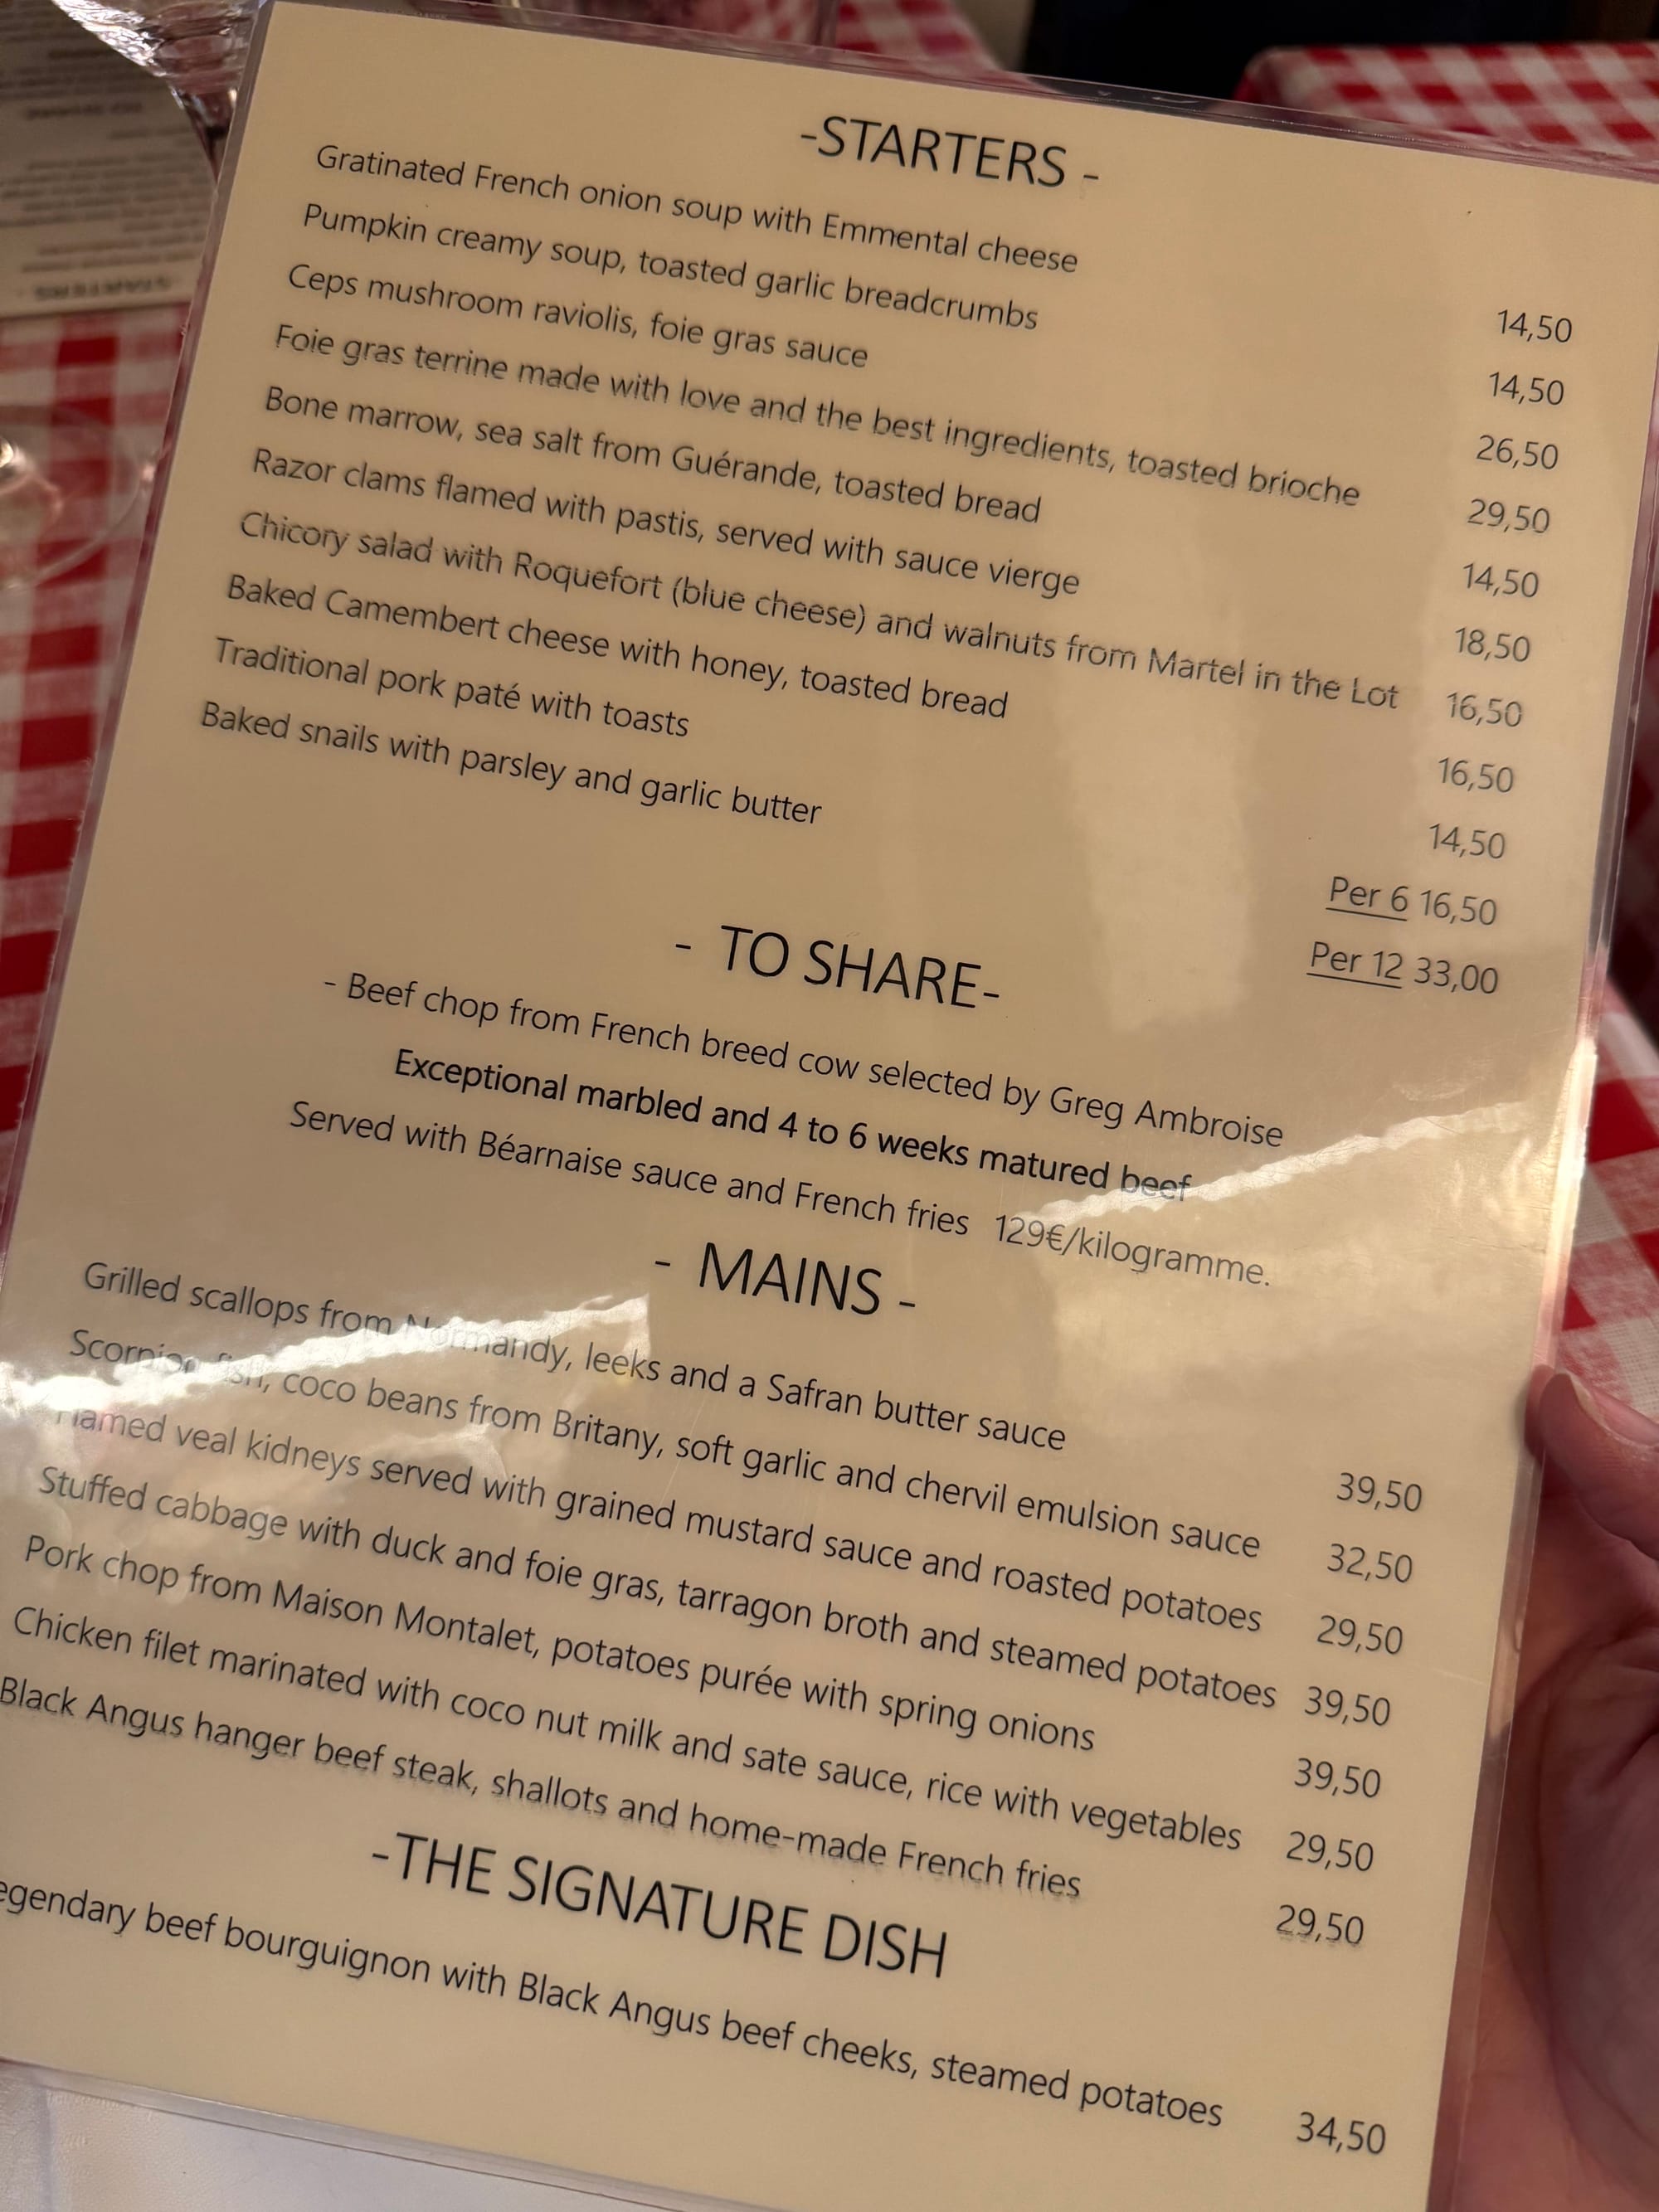 -STARTERS -
Gratinated French onion soup with Emmental cheese 14,50
Pumpkin creamy soup, toasted garlic breadcrumbs 14,50
Ceps mushroom raviolis, foie gras sauce 26,50
Foie gras terrine made with love and the best ingredients, toasted brioche 29,50
Bone marrow, sea salt from Guérande, toasted bread 14,50
Razor clams flamed with pastis, served with sauce vierge 18,50
Chicory salad with Roquefort (blue cheese) and walnuts from Martel in the Lot 16,50
Baked Camembert cheese with honey, toasted bread 16,50
Traditional pork paté with toasts 14,50
Baked snails with parsley and garlic butter Per 6 16,50
Per 12 33,00
- TO SHARE-
- Beef chop from French breed cow selected by Greg Ambroise
Exceptional marbled and 4 to 6 weeks matured beef
Served with Béarnaise sauce and French fries 129€/kilogramme.
- MAINS -
Grilled scallops from Normandy, leeks and a Safran butter sauce 39,50
Scorpion fish, coco beans from Britany, soft garlic and chervil emulsion sauce 32,50
Flamed veal kidneys served with grained mustard sauce and roasted potatoes 29,50
Stuffed cabbage with duck and foie gras, tarragon broth and steamed potatoes 39,50
Pork chop from Maison Montalet, potatoes purée with spring onions 39,50
Chicken filet marinated with coco nut milk and sate sauce, rice with vegetables 29,50
Black Angus hanger beef steak, shallots and home-made French fries 29,50
-THE SIGNATURE DISH
egendary beef bourguignon with Black Angus beef cheeks, steamed potatoes 34,50